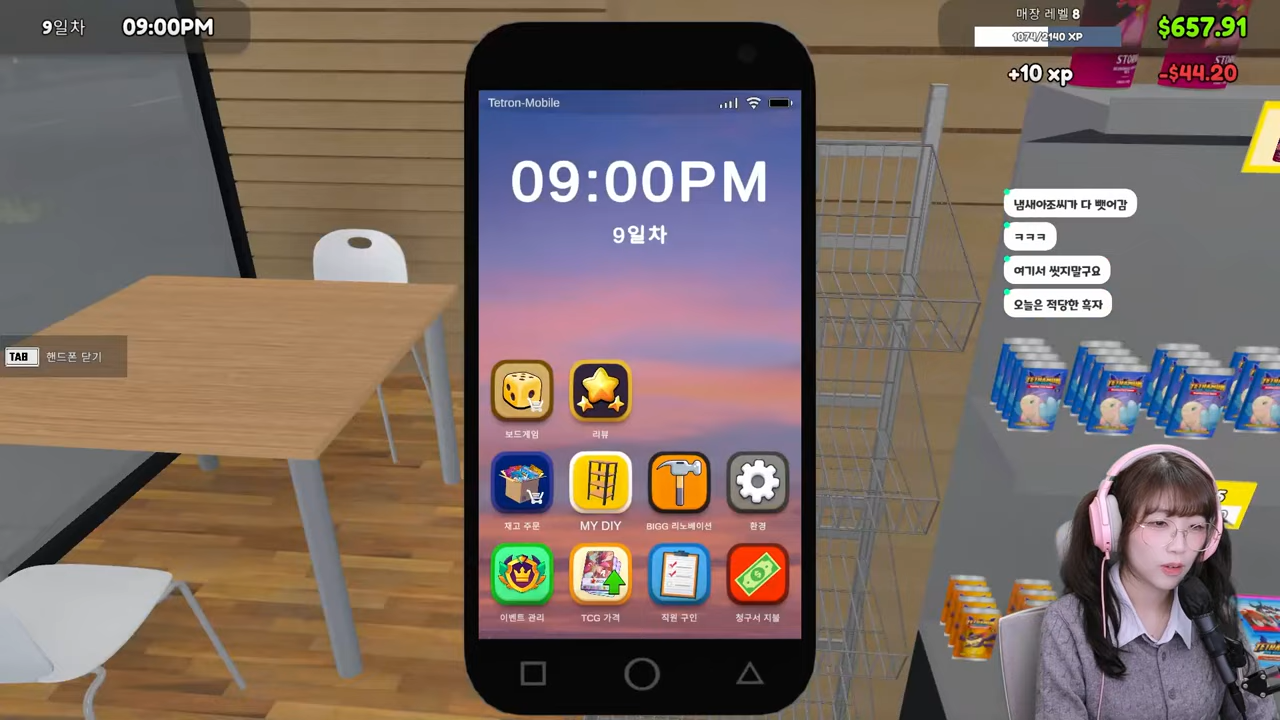 9일차 09:00PM
매장 레벨 8
1074/2140 XP
$657.91
+10 xp
-$44.20
Tetron-Mobile
09:00PM
9일차
TAB 핸드폰 닫기
냄새아조씨가 다 뺏어감
ㅋㅋㅋ
여기서 씻지말구요
오늘은 적당한 흑자
보드게임 리뷰
재고 주문 MY DIY BIGG 리노베이션 환경
이벤트 관리 TCG 가격 직원 구인 청구서 지불
TETRAMON TETRAMON TETRAMON